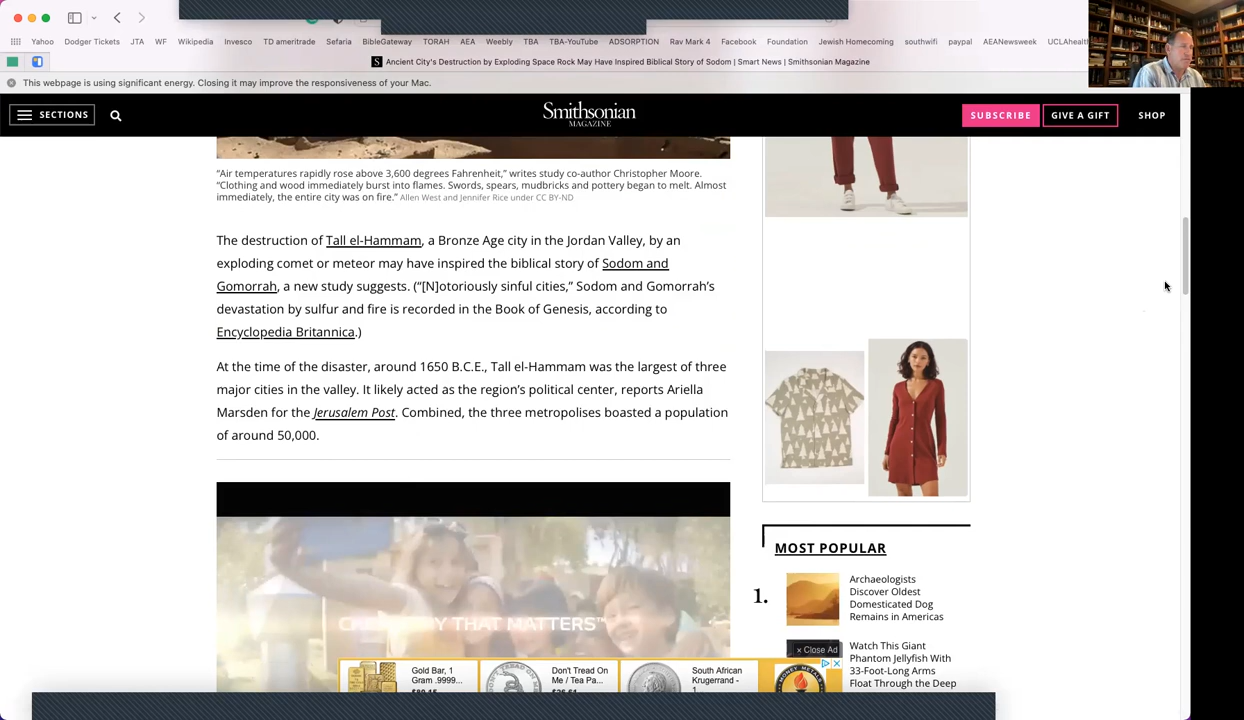 Yahoo Dodger Tickets JTA WF Wikipedia Invesco TD ameritrade Sefaria BibleGateway TORAH AEA Weebly TBA TBA-YouTube ADSORPTION Rav Mark 4 Facebook Foundation Jewish Homecoming southwifi paypal AEANewsweek UCLAhealth
S Ancient City's Destruction by Exploding Space Rock May Have Inspired Biblical Story of Sodom | Smart News | Smithsonian Magazine
This webpage is using significant energy. Closing it may improve the responsiveness of your Mac.
SECTIONS
Smithsonian
MAGAZINE
SUBSCRIBE
GIVE A GIFT
SHOP
“Air temperatures rapidly rose above 3,600 degrees Fahrenheit,” writes study co-author Christopher Moore.
“Clothing and wood immediately burst into flames. Swords, spears, mudbricks and pottery began to melt. Almost
immediately, the entire city was on fire.” Allen West and Jennifer Rice under CC BY-ND
The destruction of Tall el-Hammam, a Bronze Age city in the Jordan Valley, by an
exploding comet or meteor may have inspired the biblical story of Sodom and
Gomorrah, a new study suggests. (“[N]otoriously sinful cities,” Sodom and Gomorrah’s
devastation by sulfur and fire is recorded in the Book of Genesis, according to
Encyclopedia Britannica.)
At the time of the disaster, around 1650 B.C.E., Tall el-Hammam was the largest of three
major cities in the valley. It likely acted as the region’s political center, reports Ariella
Marsden for the Jerusalem Post. Combined, the three metropolises boasted a population
of around 50,000.
THAT MATTERS™
MOST POPULAR
1.
Archaeologists
Discover Oldest
Domesticated Dog
Remains in Americas
× Close Ad
Watch This Giant
Phantom Jellyfish With
33-Foot-Long Arms
Float Through the Deep
Gold Bar, 1
Gram .9999...
Don't Tread On
Me / Tea Pa...
South African
Krugerrand -
1
MONEY METALS